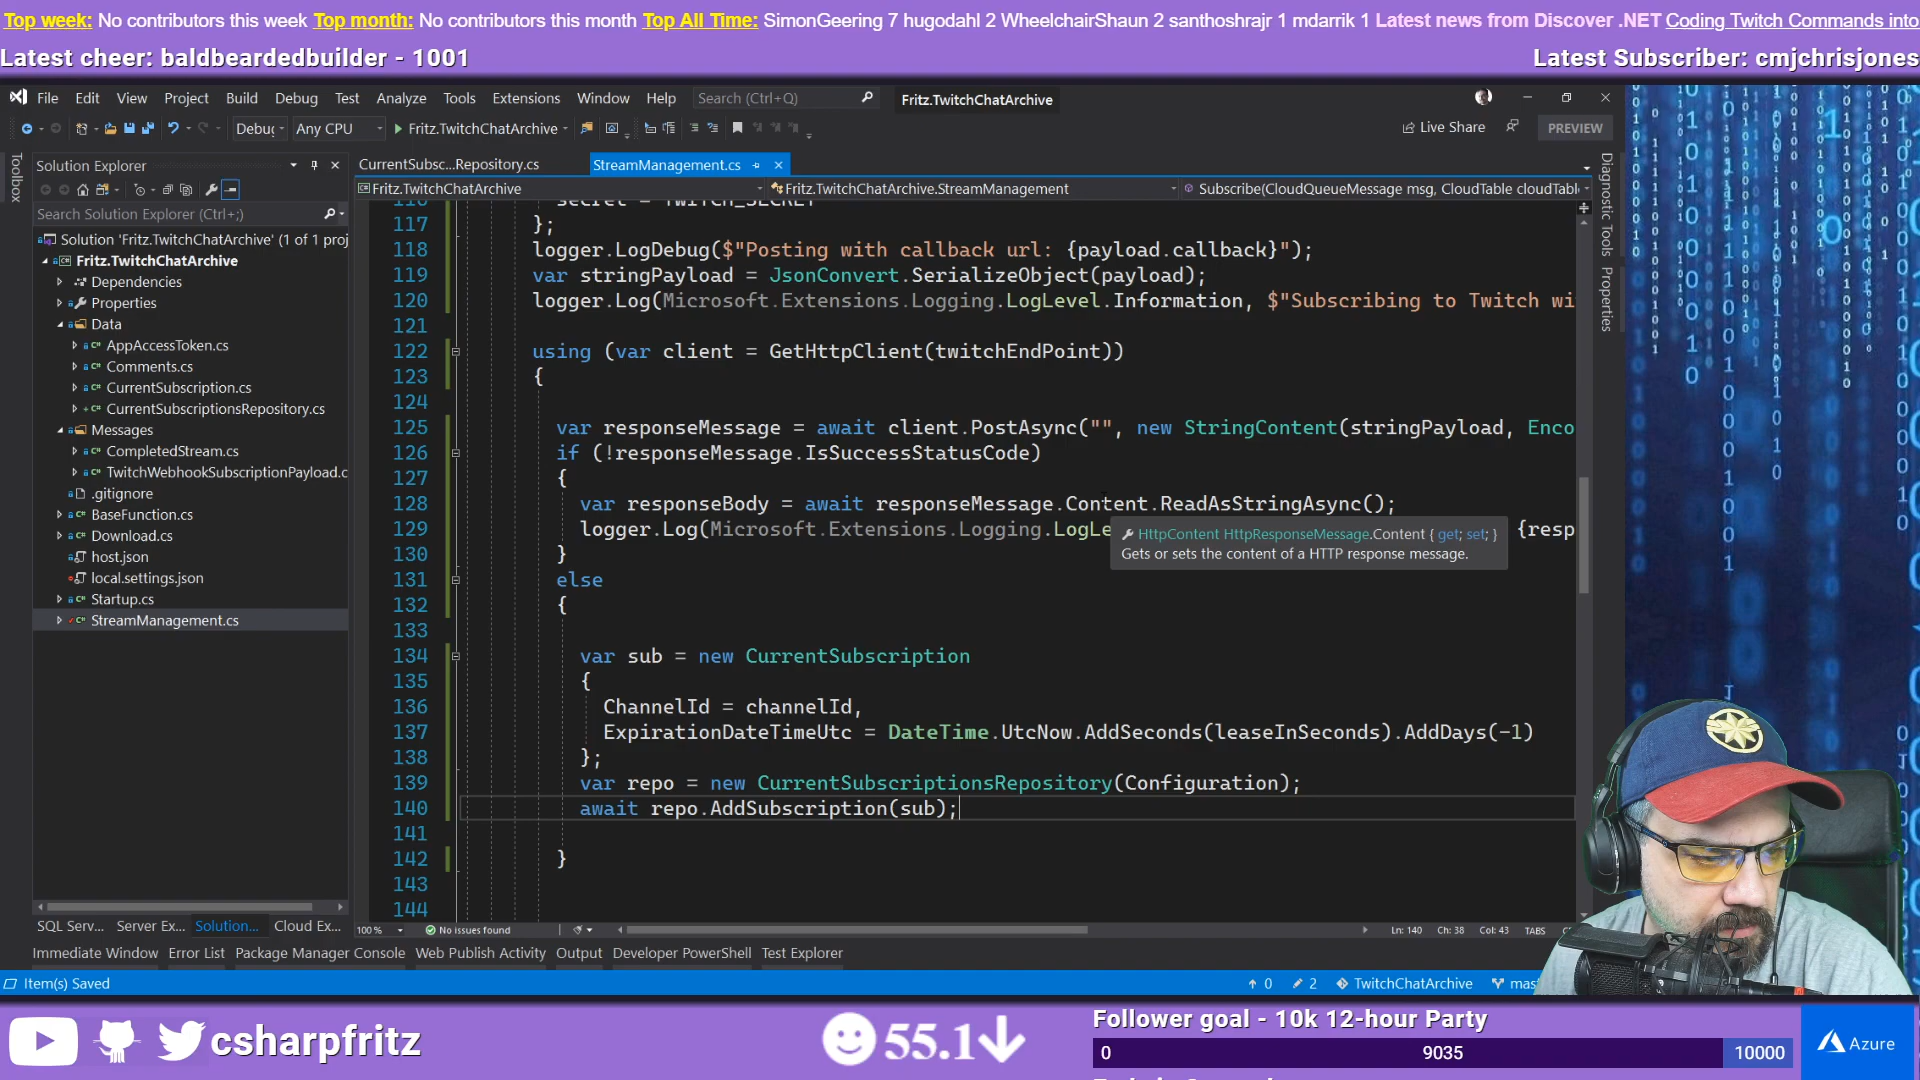 Top week: No contributors this week Top month: No contributors this month Top All Time: SimonGeering 7 hugodahl 2 WheelchairShaun 2 santhoshrajr 1 mdarrik 1 Latest news from Discover .NET Coding Twitch Commands into
Latest cheer: baldbeardedbuilder - 1001
Latest Subscriber: cmjchrisjones
File Edit View Project Build Debug Test Analyze Tools Extensions Window Help Search (Ctrl+Q) Fritz.TwitchChatArchive
Debug Any CPU Fritz.TwitchChatArchive Live Share PREVIEW
Toolbox
Solution Explorer
Search Solution Explorer (Ctrl+;)
Solution 'Fritz.TwitchChatArchive' (1 of 1 proj
Fritz.TwitchChatArchive
Dependencies
Properties
Data
AppAccessToken.cs
Comments.cs
CurrentSubscription.cs
CurrentSubscriptionsRepository.cs
Messages
CompletedStream.cs
TwitchWebhookSubscriptionPayload.c
.gitignore
BaseFunction.cs
Download.cs
host.json
local.settings.json
Startup.cs
StreamManagement.cs
SQL Serv... Server Ex... Solution... Cloud Ex...
CurrentSubsc...Repository.cs StreamManagement.cs
Fritz.TwitchChatArchive Fritz.TwitchChatArchive.StreamManagement Subscribe(CloudQueueMessage msg, CloudTable cloudTabl
116 secret = TWITCH_SECRET
117 };
118 logger.LogDebug($"Posting with callback url: {payload.callback}");
119 var stringPayload = JsonConvert.SerializeObject(payload);
120 logger.Log(Microsoft.Extensions.Logging.LogLevel.Information, $"Subscribing to Twitch wi
121
122 using (var client = GetHttpClient(twitchEndPoint))
123 {
124
125 var responseMessage = await client.PostAsync("", new StringContent(stringPayload, Enco
126 if (!responseMessage.IsSuccessStatusCode)
127 {
128 var responseBody = await responseMessage.Content.ReadAsStringAsync();
129 logger.Log(Microsoft.Extensions.Logging.LogLe {resp
HttpContent HttpResponseMessage.Content { get; set; }
Gets or sets the content of a HTTP response message.
130 }
131 else
132 {
133
134 var sub = new CurrentSubscription
135 {
136 ChannelId = channelId,
137 ExpirationDateTimeUtc = DateTime.UtcNow.AddSeconds(leaseInSeconds).AddDays(-1)
138 };
139 var repo = new CurrentSubscriptionsRepository(Configuration);
140 await repo.AddSubscription(sub);
141
142 }
143
144
100 % No issues found Ln: 140 Ch: 38 Col: 43 TABS
Diagnostic Tools Properties
Immediate Window Error List Package Manager Console Web Publish Activity Output Developer PowerShell Test Explorer
Item(s) Saved 0 2 TwitchChatArchive
csharpfritz
55.1
Follower goal - 10k 12-hour Party
0 9035 10000
Azure